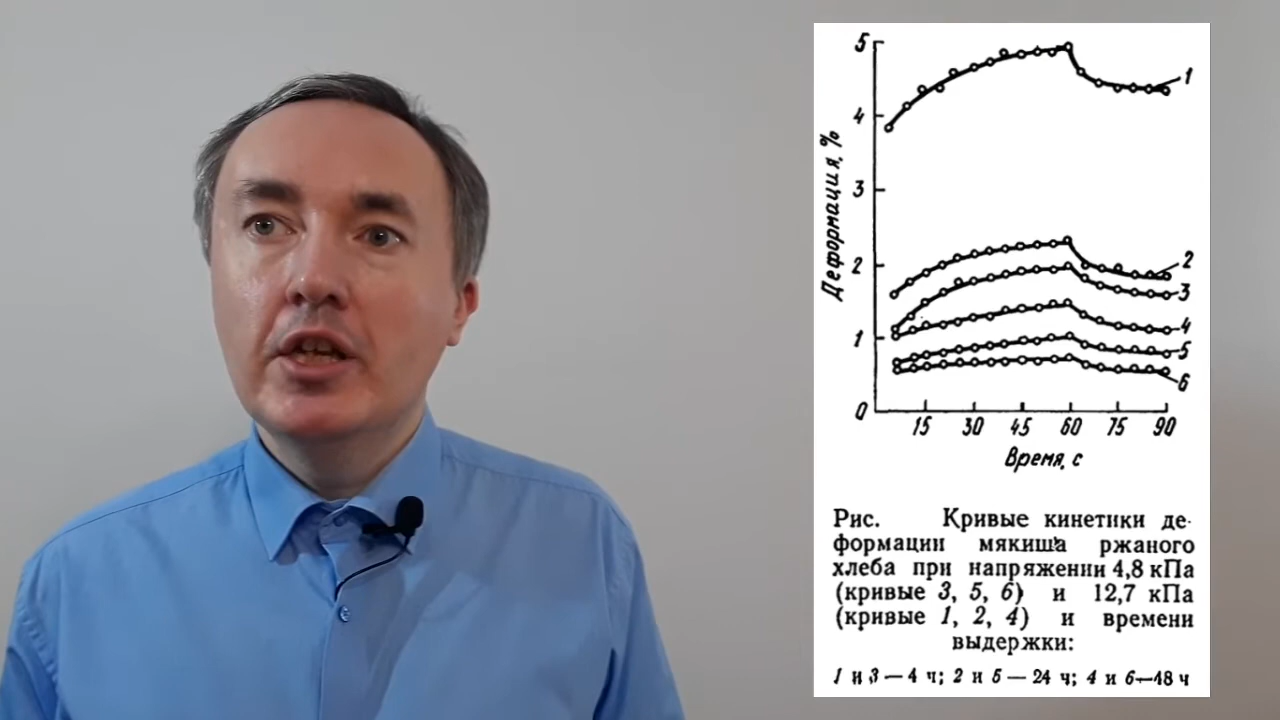 5
4
3
2
1
0
Деформация, %
1
2
3
4
5
6
15 30 45 60 75 90
Время, с
Рис. Кривые кинетики де-
формации мякиша ржаного
хлеба при напряжении 4,8 кПа
(кривые 3, 5, 6) и 12,7 кПа
(кривые 1, 2, 4) и времени
выдержки:
1 и 3 — 4 ч; 2 и 5 — 24 ч; 4 и 6 — 48 ч